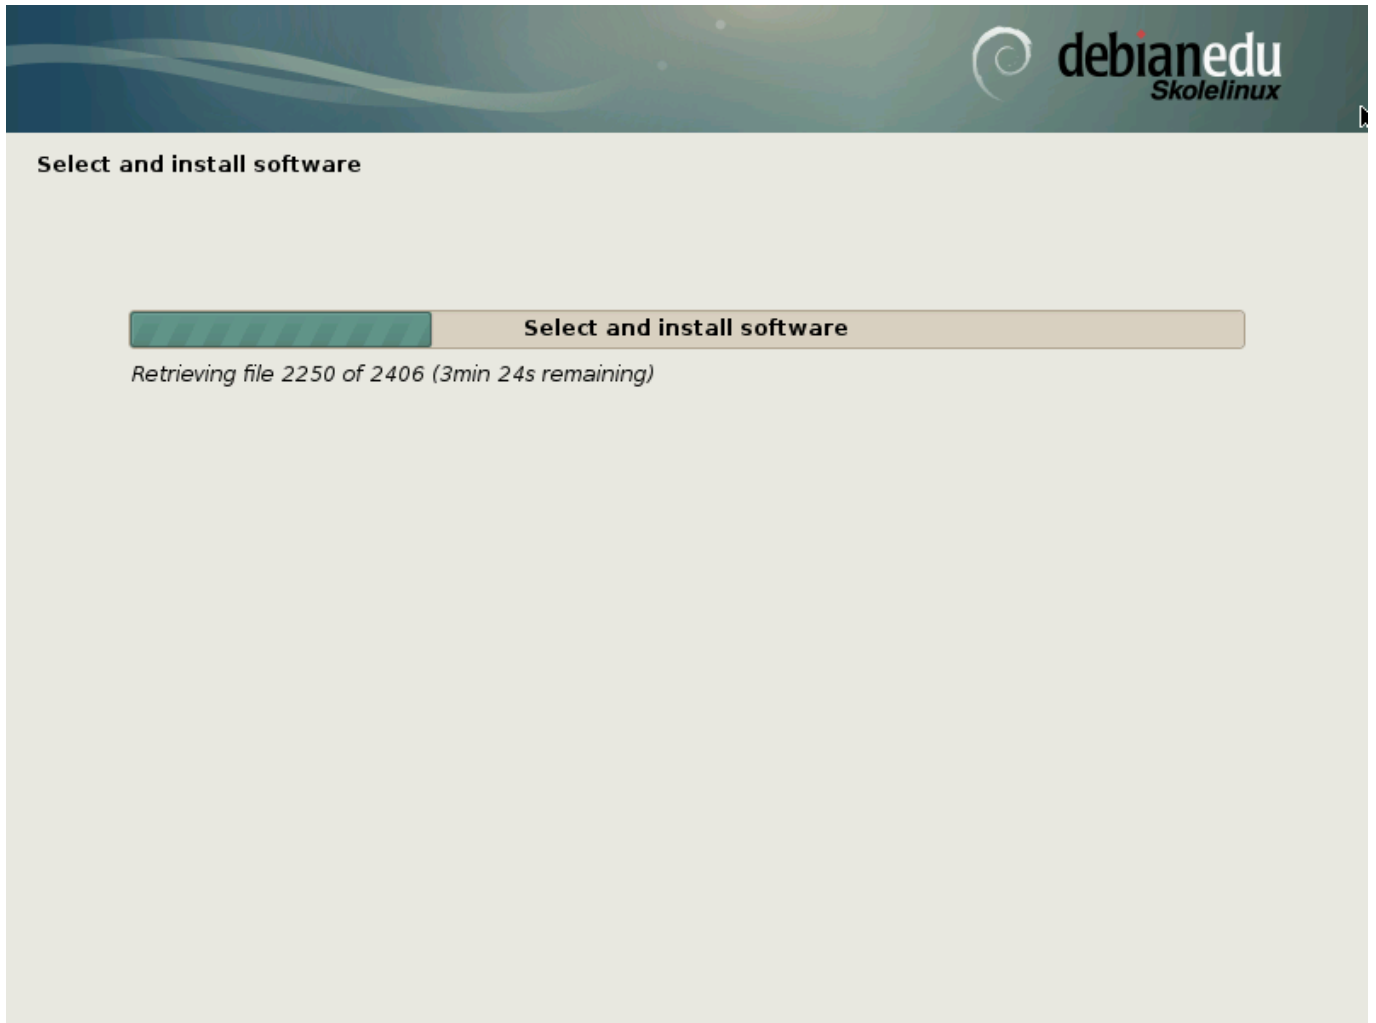 debianedu
Skolelinux
Select and install software
Select and install software
Retrieving file 2250 of 2406 (3min 24s remaining)